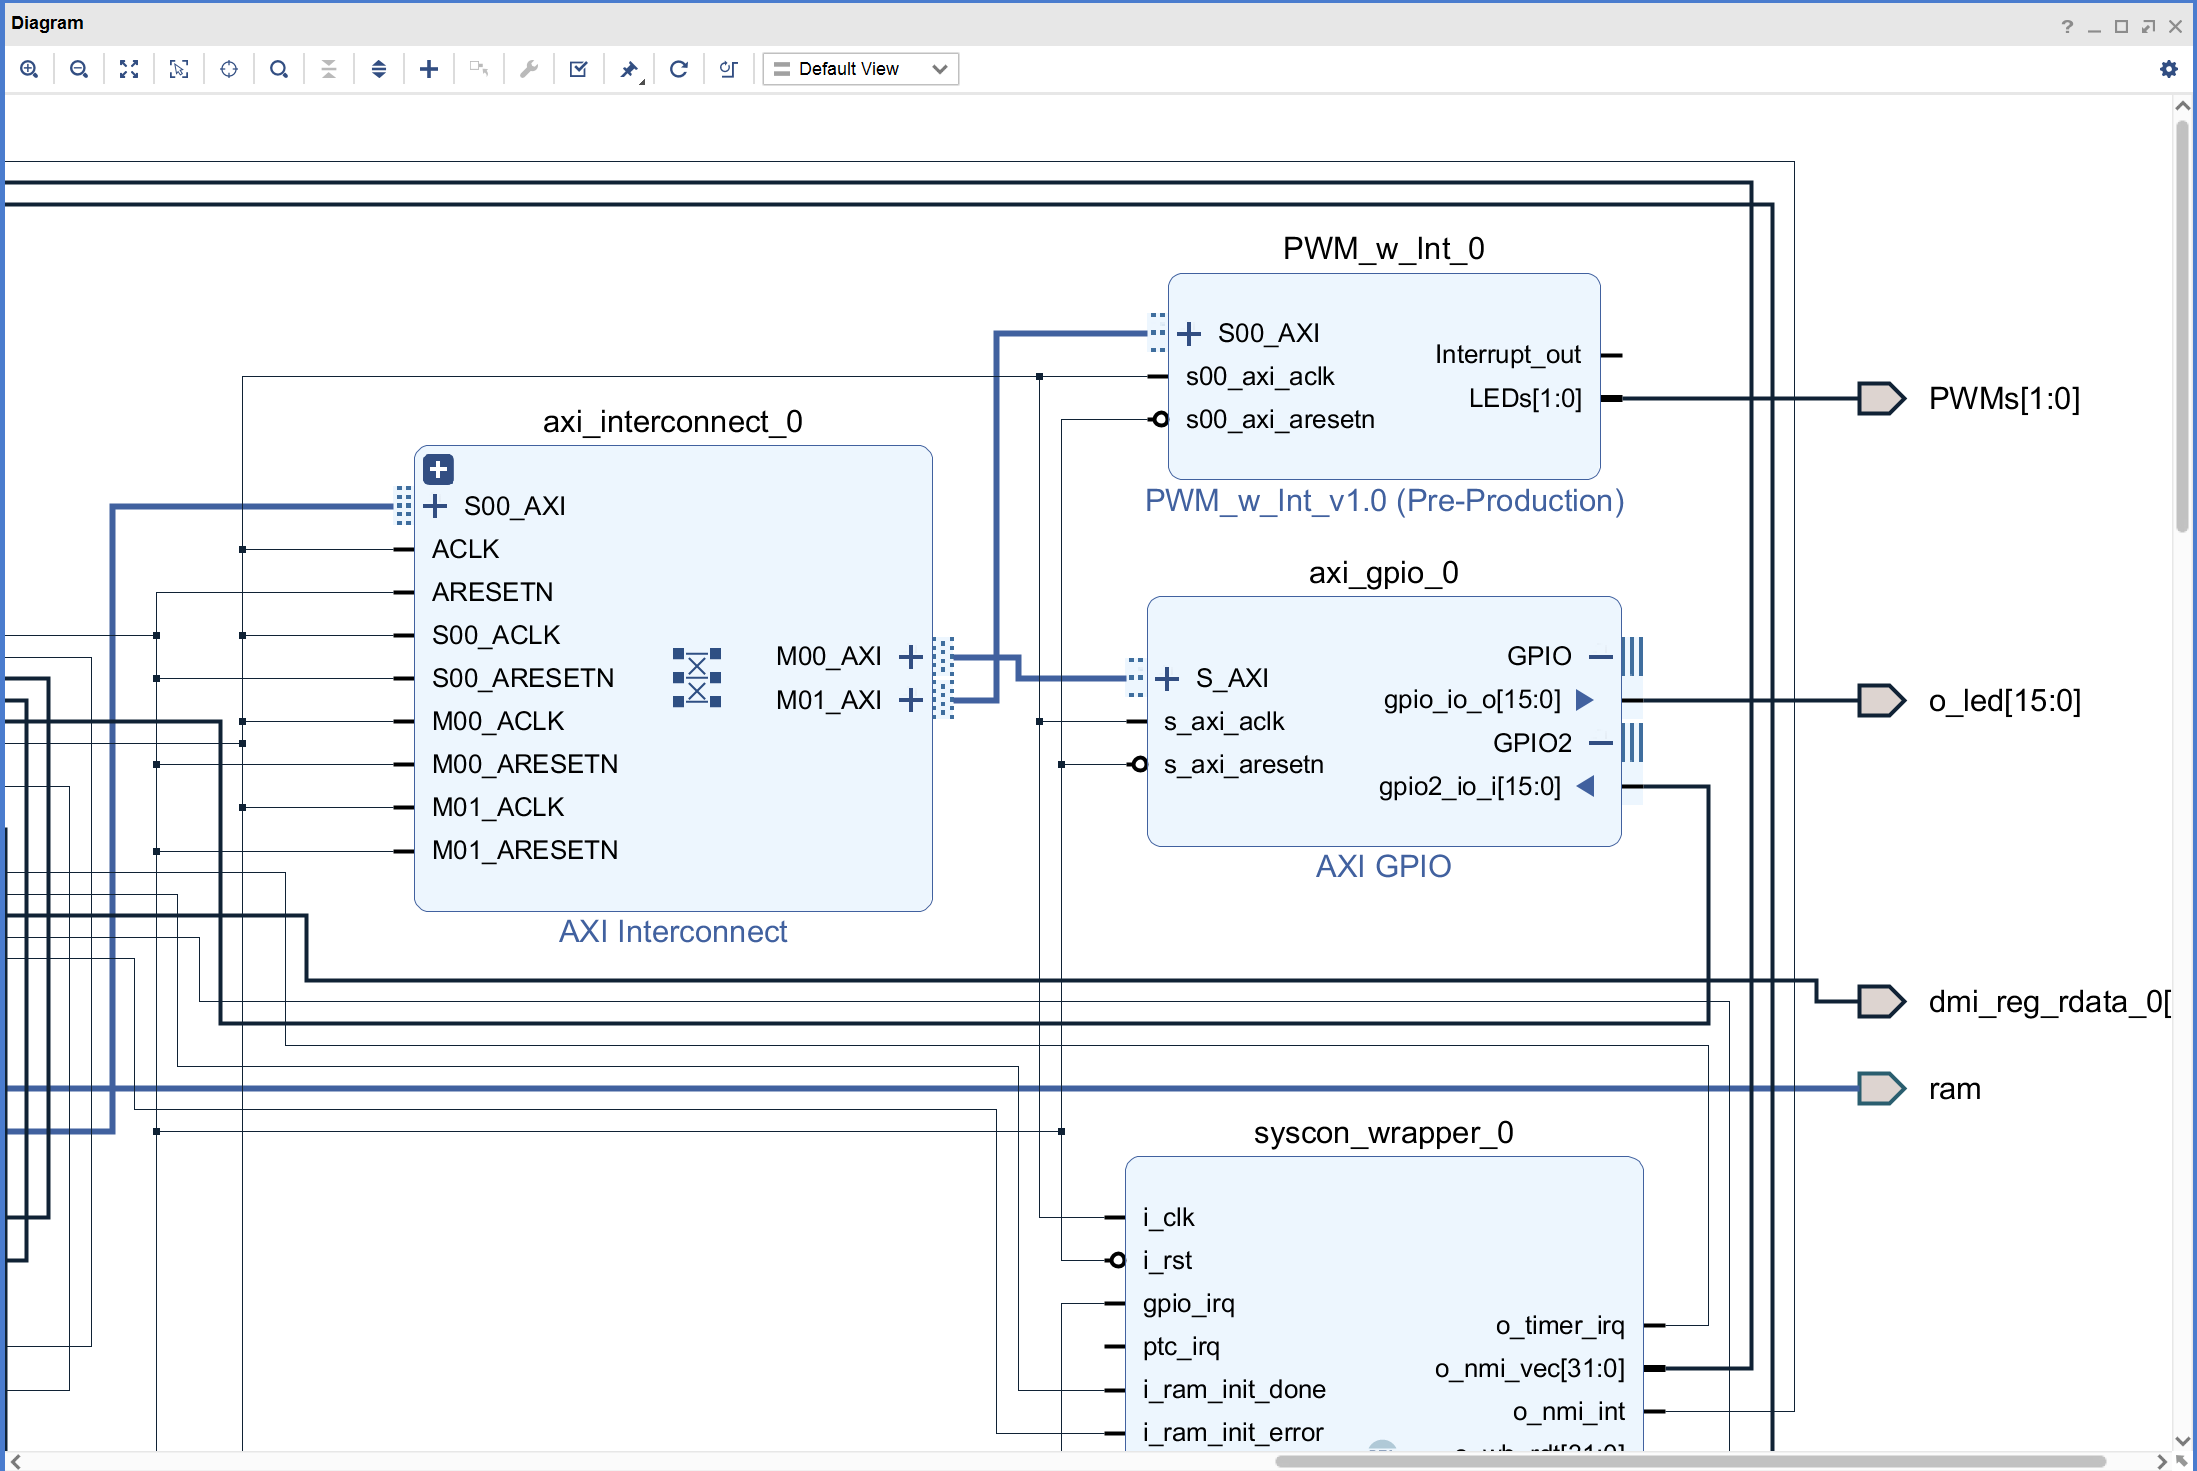 Diagram
Default View
PWM_w_Int_0
S00_AXI
s00_axi_aclk
s00_axi_aresetn
Interrupt_out
LEDs[1:0]
PWM_w_Int_v1.0 (Pre-Production)
PWMs[1:0]
axi_interconnect_0
S00_AXI
ACLK
ARESETN
S00_ACLK
S00_ARESETN
M00_ACLK
M00_ARESETN
M01_ACLK
M01_ARESETN
M00_AXI
M01_AXI
AXI Interconnect
axi_gpio_0
S_AXI
s_axi_aclk
s_axi_aresetn
GPIO
gpio_io_o[15:0]
GPIO2
gpio2_io_i[15:0]
AXI GPIO
o_led[15:0]
dmi_reg_rdata_0[
ram
syscon_wrapper_0
i_clk
i_rst
gpio_irq
ptc_irq
i_ram_init_done
i_ram_init_error
o_timer_irq
o_nmi_vec[31:0]
o_nmi_int